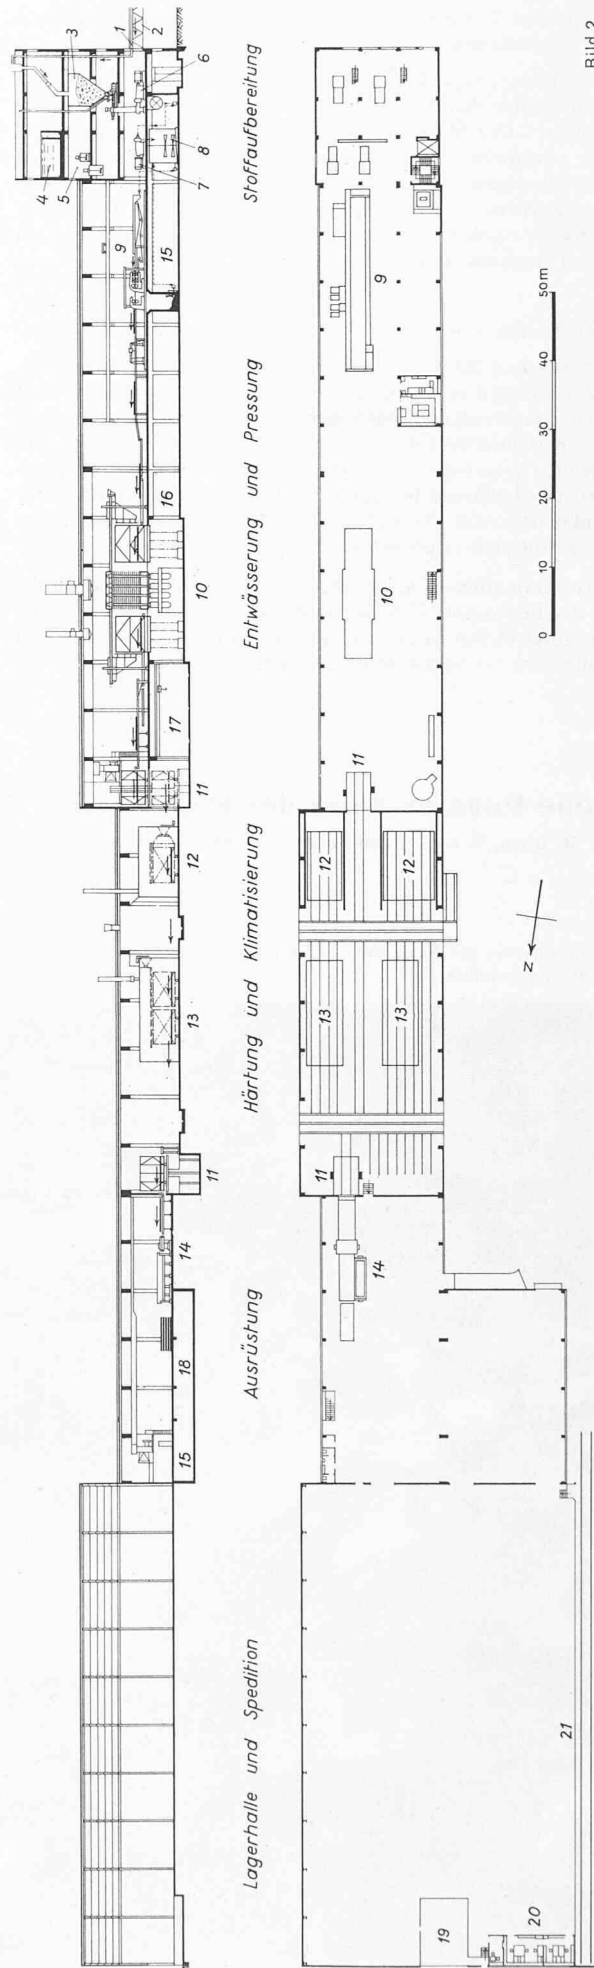 4
5
3
1
2
9
6
7
8
15
16
15 18 14 11 13 12 11 17 10
Lagerhalle und Spedition
Ausrüstung
Härtung und Klimatisierung
Entwässerung und Pressung
Stoffaufbereitung
11
13
12
11
10
9
14
13
12
19
20
21
N
0 10 20 30 40 50m
Bild 2